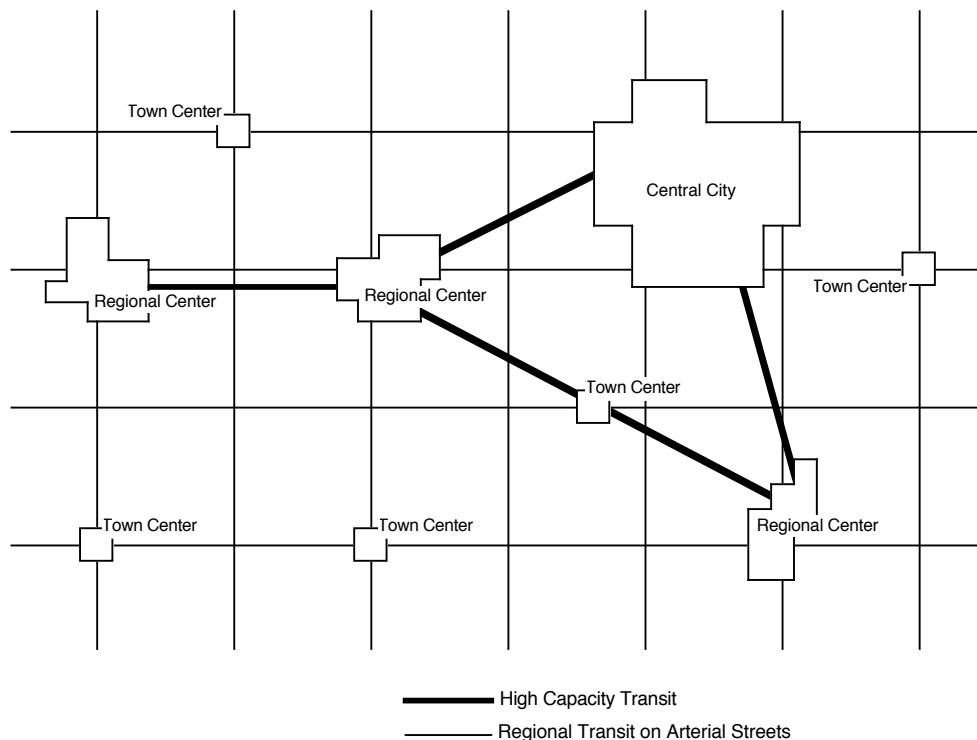 Town Center
Central City
Town Center
Regional Center
Regional Center
Town Center
Town Center
Town Center
Regional Center
High Capacity Transit
Regional Transit on Arterial Streets